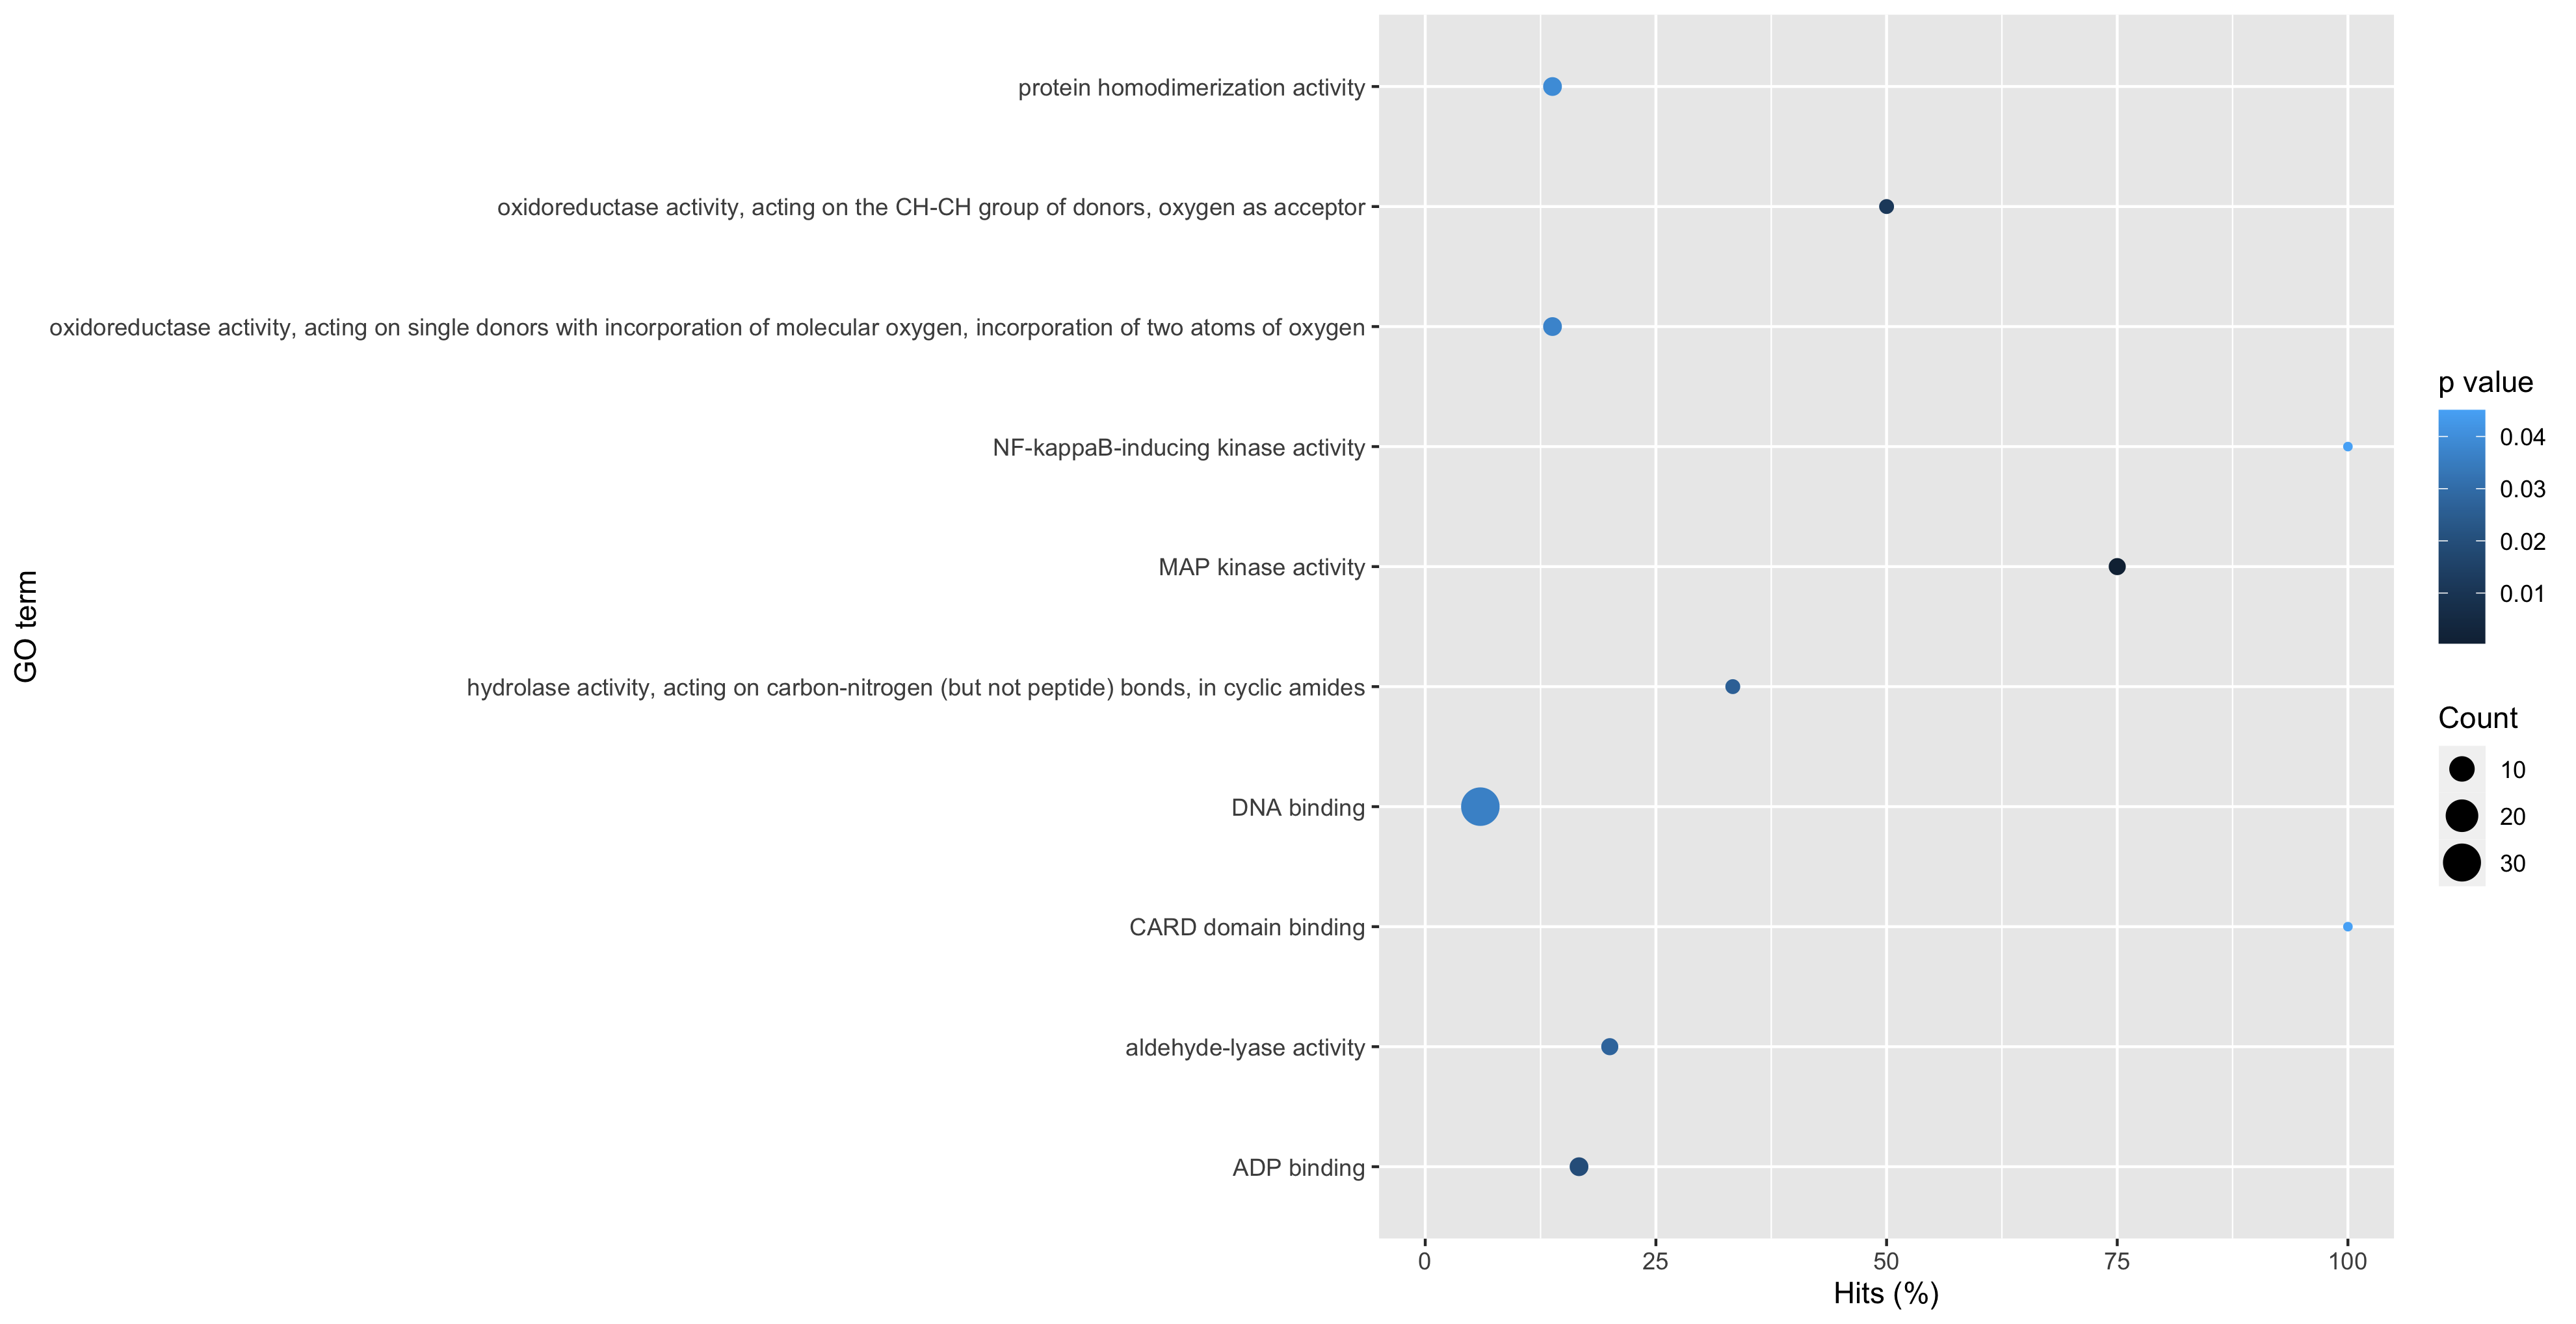 protein homodimerization activity
oxidoreductase activity, acting on the CH-CH group of donors, oxygen as acceptor
oxidoreductase activity, acting on single donors with incorporation of molecular oxygen, incorporation of two atoms of oxygen
NF-kappaB-inducing kinase activity
MAP kinase activity
hydrolase activity, acting on carbon-nitrogen (but not peptide) bonds, in cyclic amides
DNA binding
CARD domain binding
aldehyde-lyase activity
ADP binding
GO term
0 25 50 75 100
Hits (%)
p value
0.04
0.03
0.02
0.01
Count
10
20
30